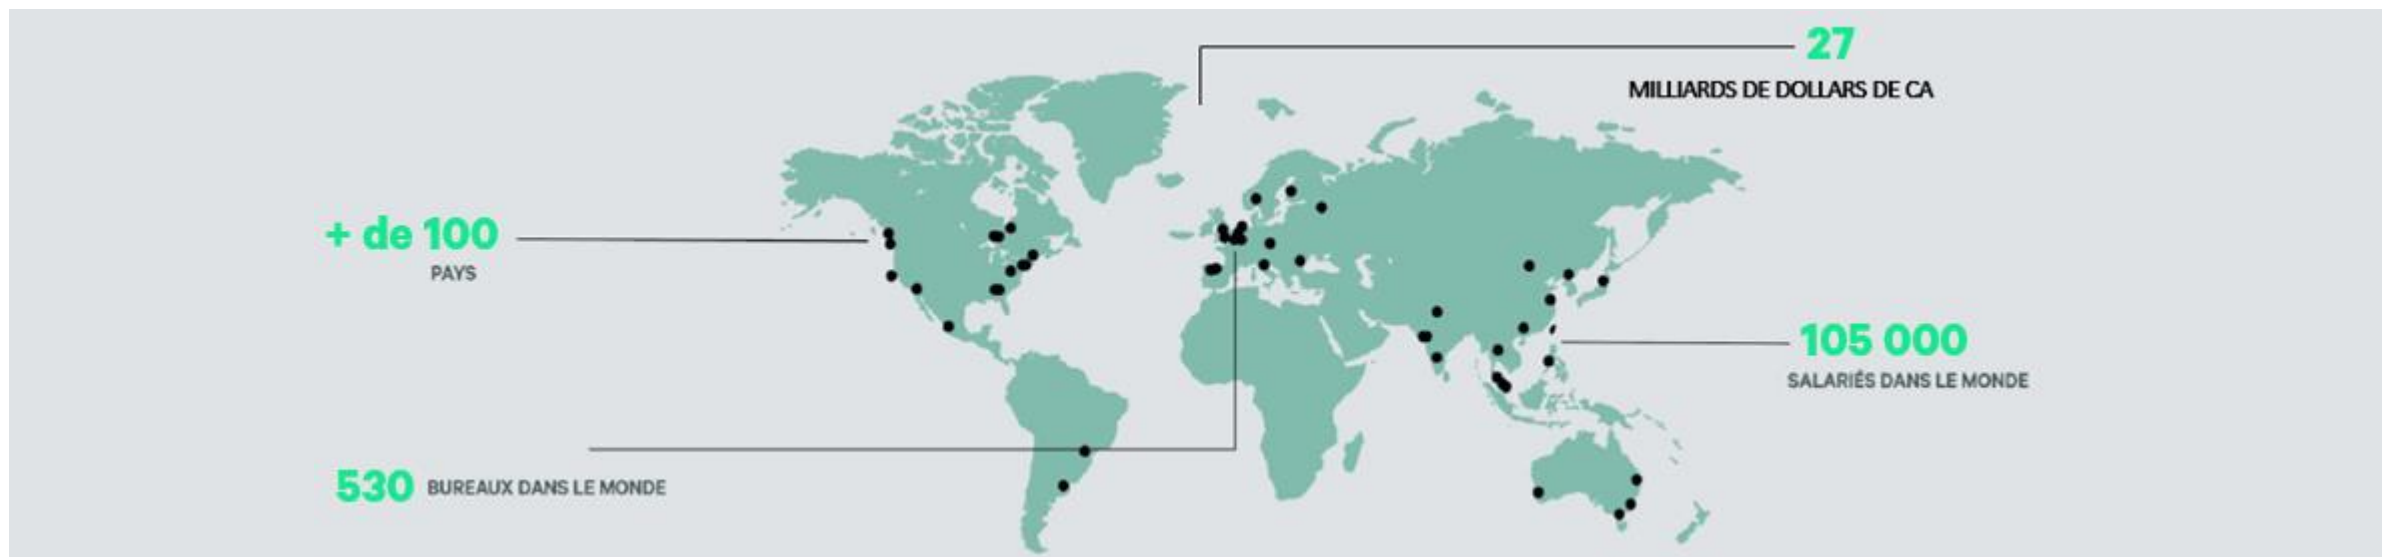 27
MILLIARDS DE DOLLARS DE CA
+ de 100
PAYS
105 000
SALARIÉS DANS LE MONDE
530 BUREAUX DANS LE MONDE